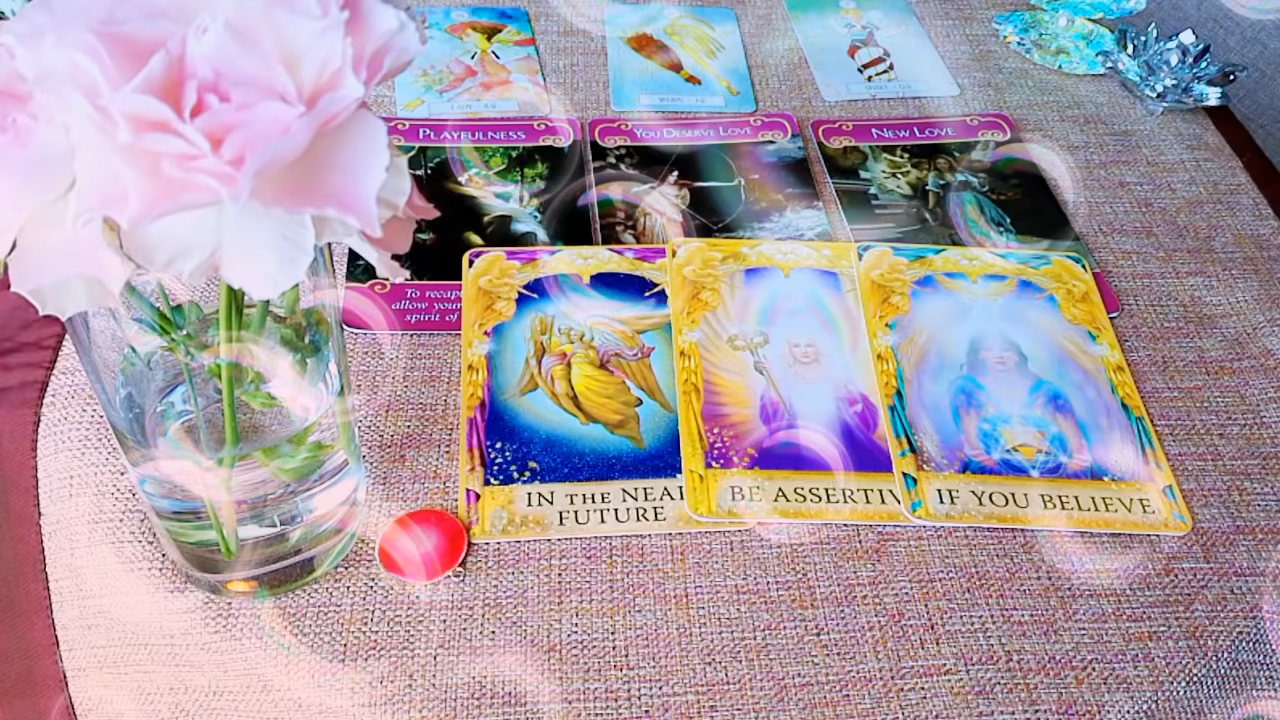 PLAYFULNESS
YOU DESERVE LOVE
NEW LOVE
To recap
allow your
spirit of
IN THE NEAR
FUTURE
BE ASSERTIV
IF YOU BELIEVE